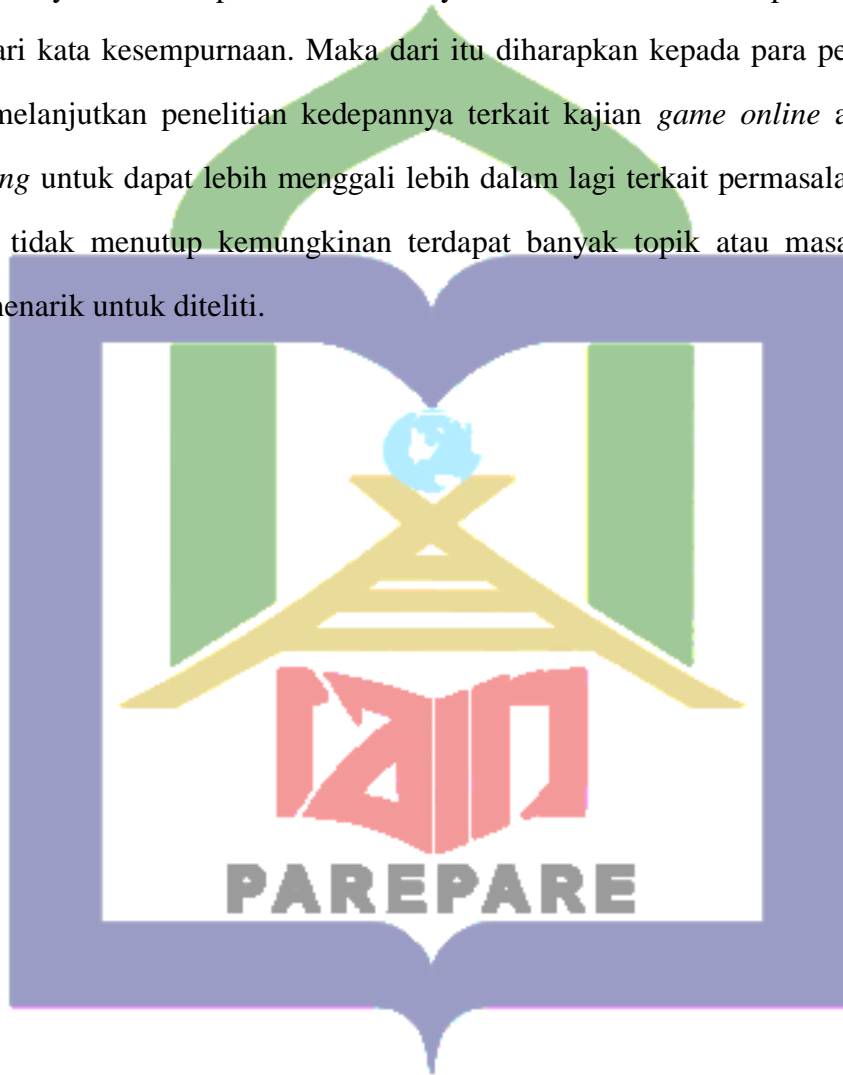 ari kata kesempurnaan. Maka dari itu diharapkan kepada para pe
melanjutkan penelitian kedepannya terkait kajian game online a
ng untuk dapat lebih menggali lebih dalam lagi terkait permasala
tidak menutup kemungkinan terdapat banyak topik atau masa
menarik untuk diteliti.
iain
PAREPARE